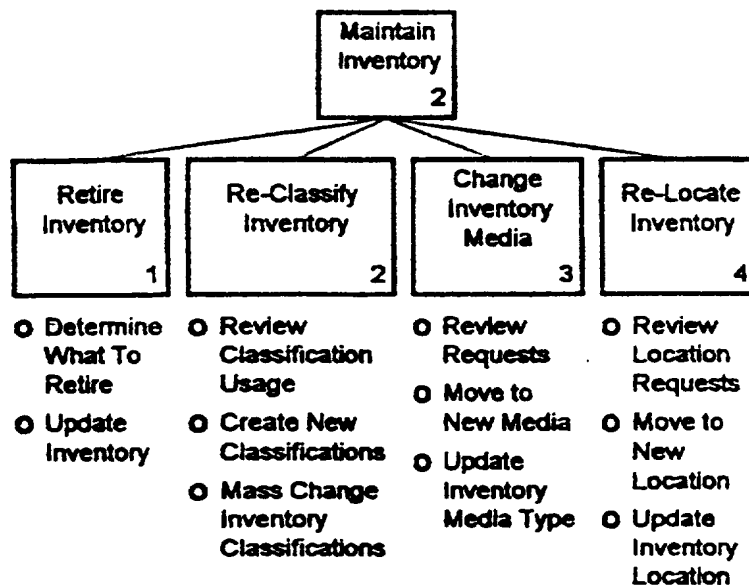 Maintain
Inventory
2
Retire
Inventory
1
Re-Classify
Inventory
2
Change
Inventory
Media
3
Re-Locate
Inventory
4
Determine
What To
Retire
Update
Inventory
Review
Classification
Usage
Create New
Classifications
Mass Change
Inventory
Classifications
Review
Requests
Move to
New Media
Update
Inventory
Media Type
Review
Location
Requests
Move to
New
Location
Update
Inventory
Location